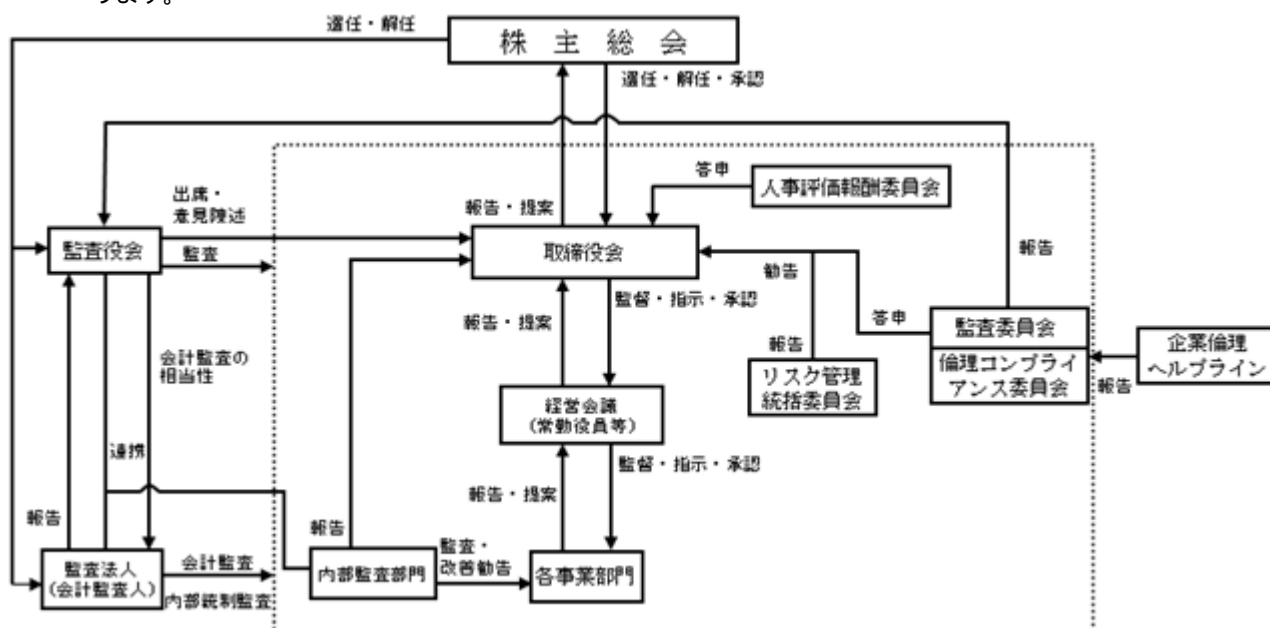 ります。
選任・解任
株主総会
選任・解任・承認
答申
人事評価報酬委員会
出席・
意見陳述
報告・提案
監査役会
監査
取締役会
勧告
報告
監督・指示・承認
報告・提案
答申
監査委員会
倫理コンプライ
アンス委員会
企業倫理
ヘルプライン
報告
会計監査の
相当性
報告
リスク管理
統括委員会
経営会議
(常勤役員等)
連携
監督・指示・承認
報告・提案
報告
報告
監査・
改善勧告
監査法人
(会計監査人)
会計監査
内部統制監査
内部監査部門
各事業部門